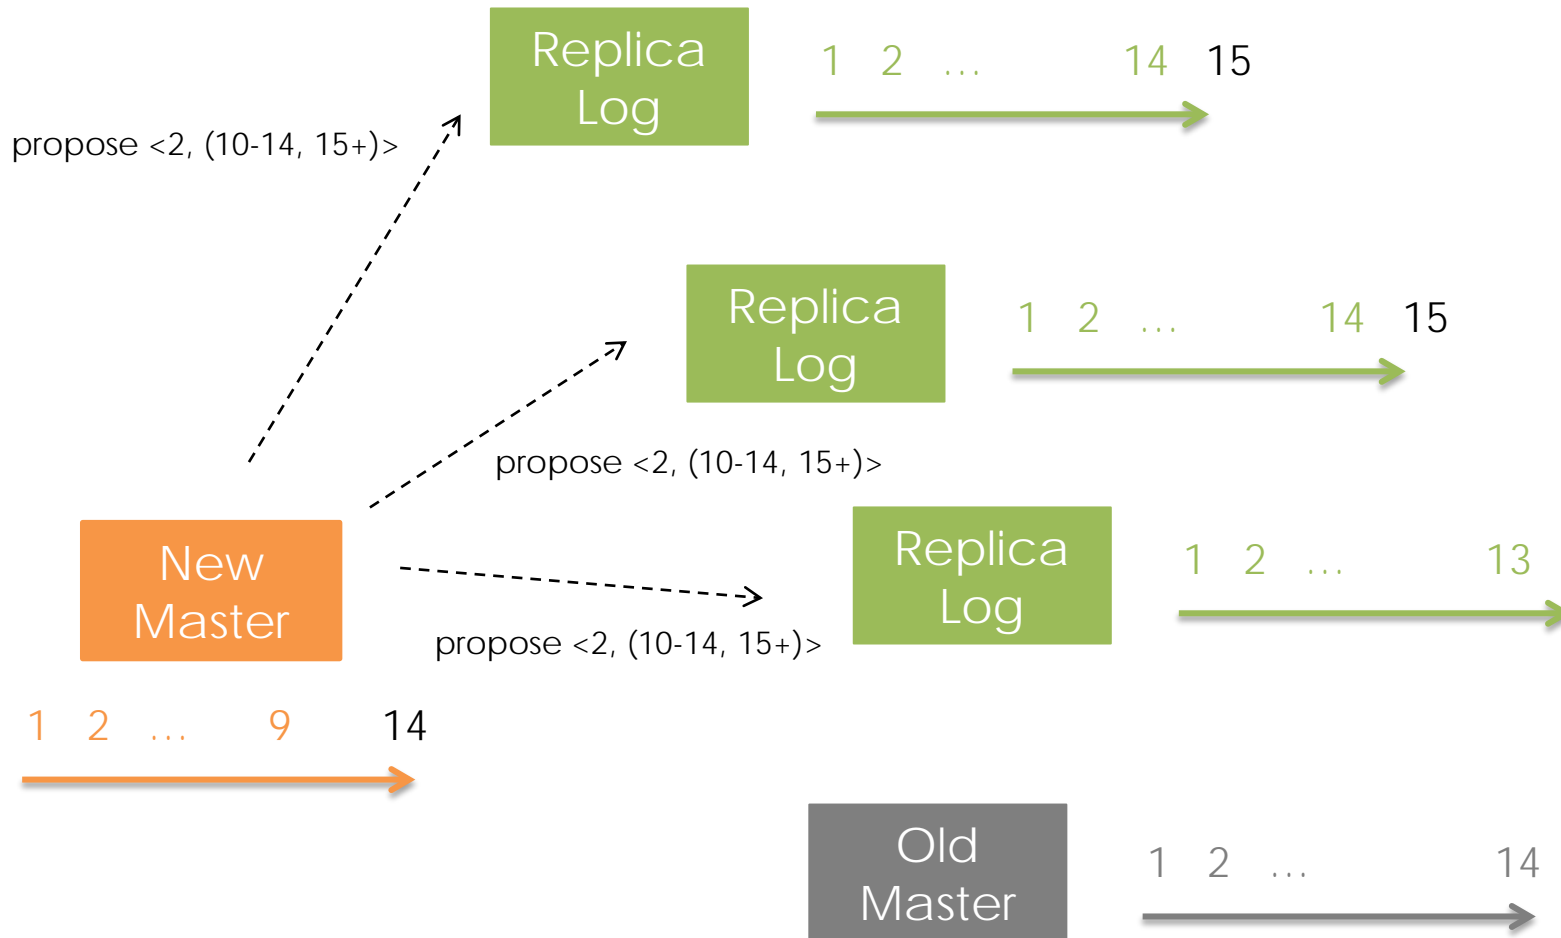 Replica
Log
1 2 ... 14 15
propose <2, (10-14, 15+)>
Replica
Log
1 2 ... 14 15
propose <2, (10-14, 15+)>
New
Master
Replica
Log
1 2 ... 13
propose <2, (10-14, 15+)>
1 2 ... 9 14
Old
Master
1 2 ... 14